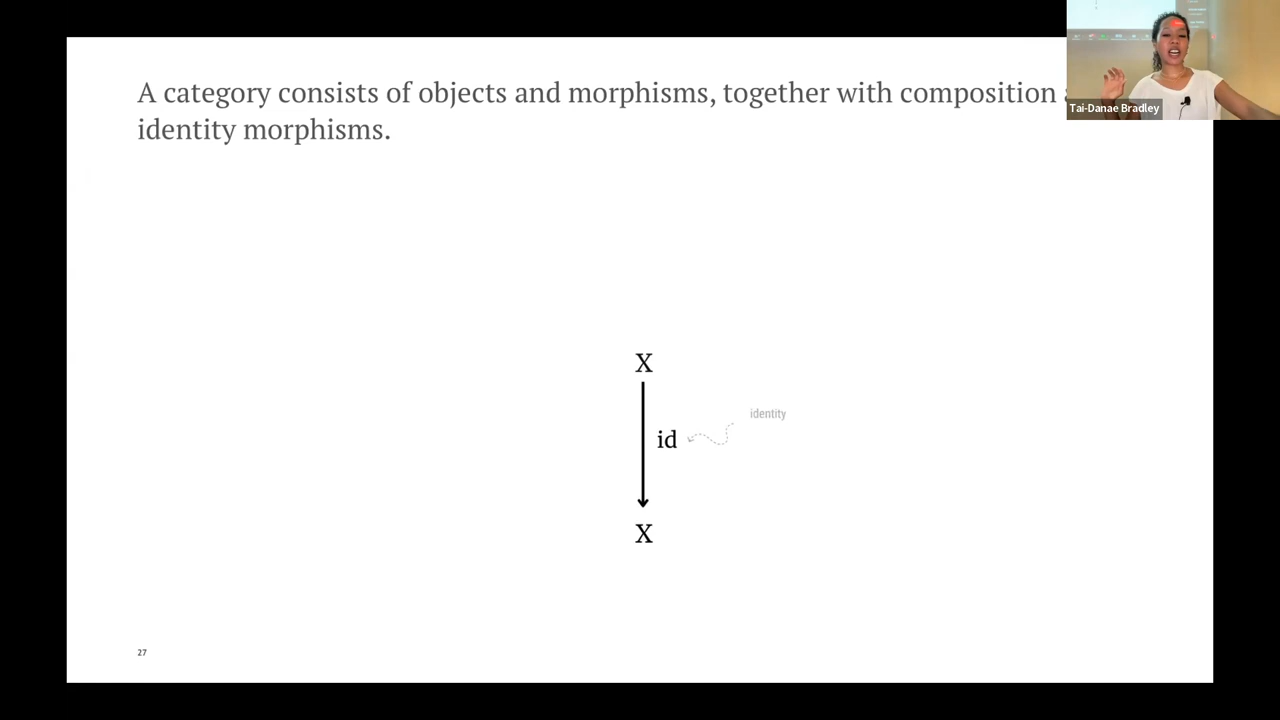 A category consists of objects and morphisms, together with composition
identity morphisms.
Tai-Danae Bradley
X
identity
id
X
27